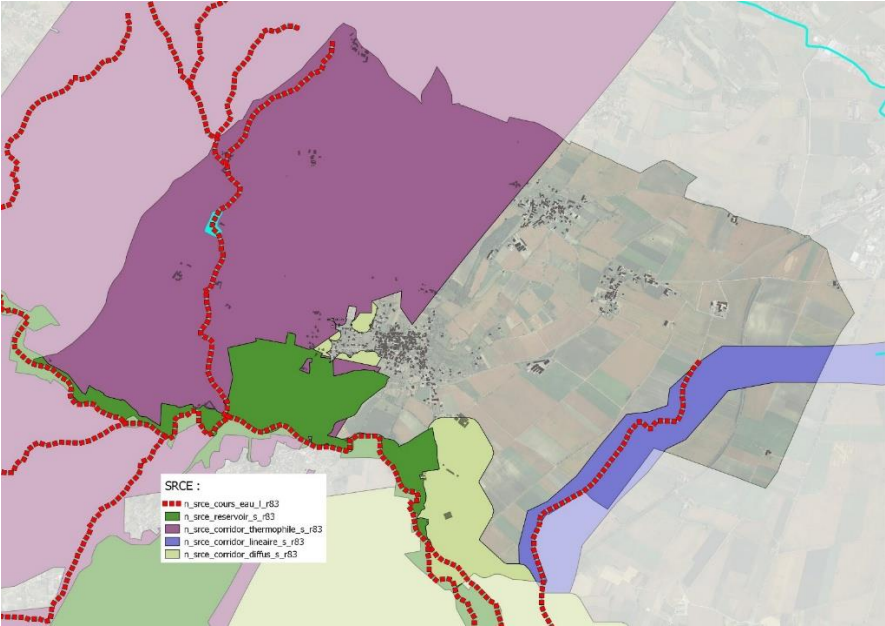 SRCE :
n_srce_cours_eau_l_r83
n_srce_reservoir_s_r83
n_srce_corridor_thermophile_s_r83
n_srce_corridor_lineaire_s_r83
n_srce_corridor_diffus_s_r83